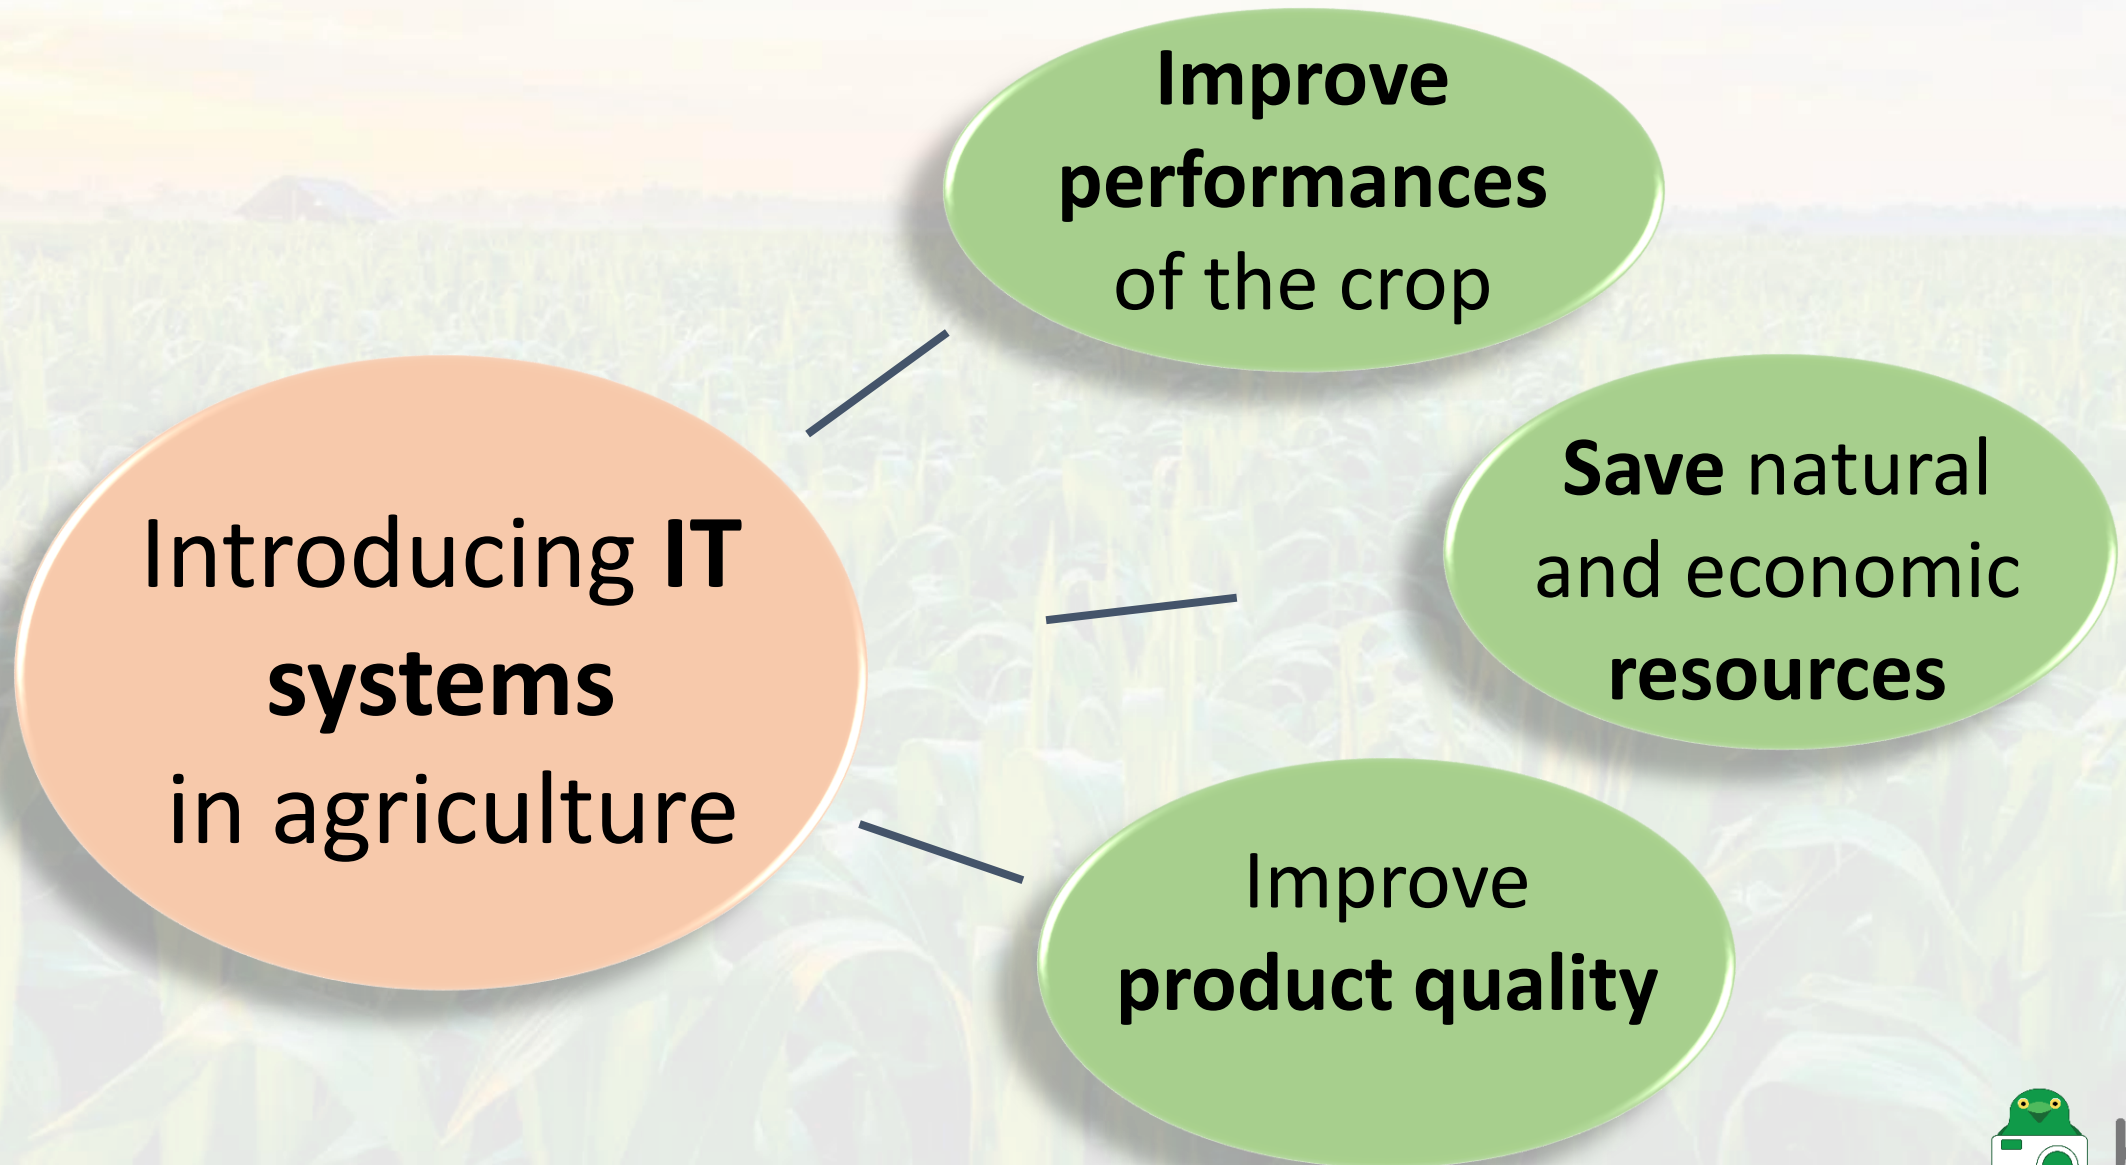 Improve
performances
of the crop
Introducing IT
systems
in agriculture
Save natural
and economic
resources
Improve
product quality